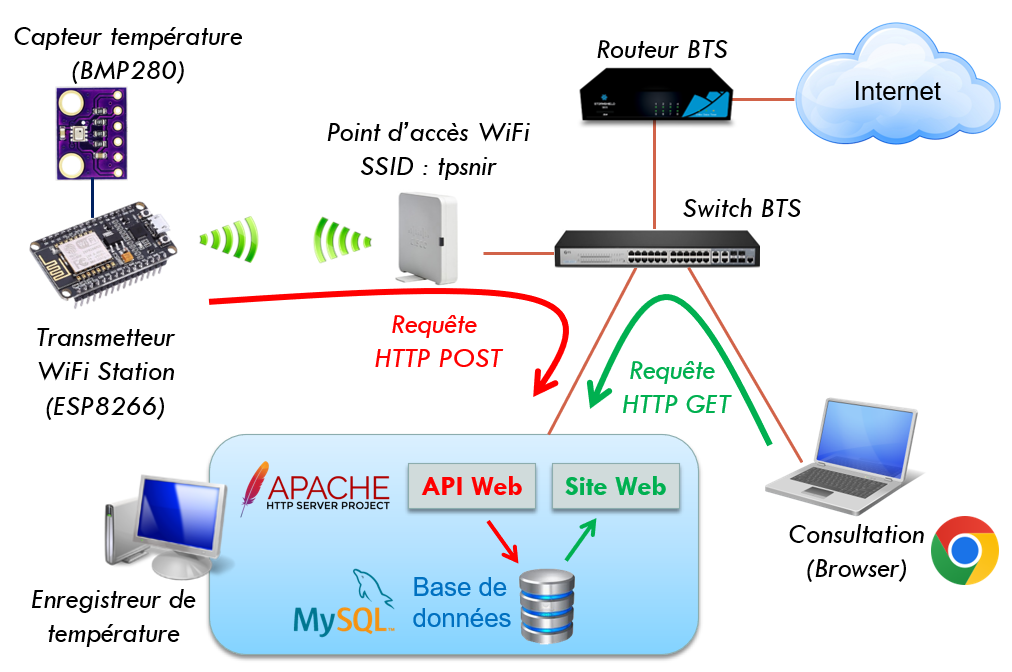 Capteur température
(BMP280)
Routeur BTS
Internet
Point d'accès WiFi
SSID : tpsnir
Switch BTS
Transmetteur
WiFi Station
(ESP8266)
Requête
HTTP POST
Requête
HTTP GET
APACHE
HTTP SERVER PROJECT
API Web
Site Web
Consultation
(Browser)
Base de
données
MySQL
Enregistreur de
température